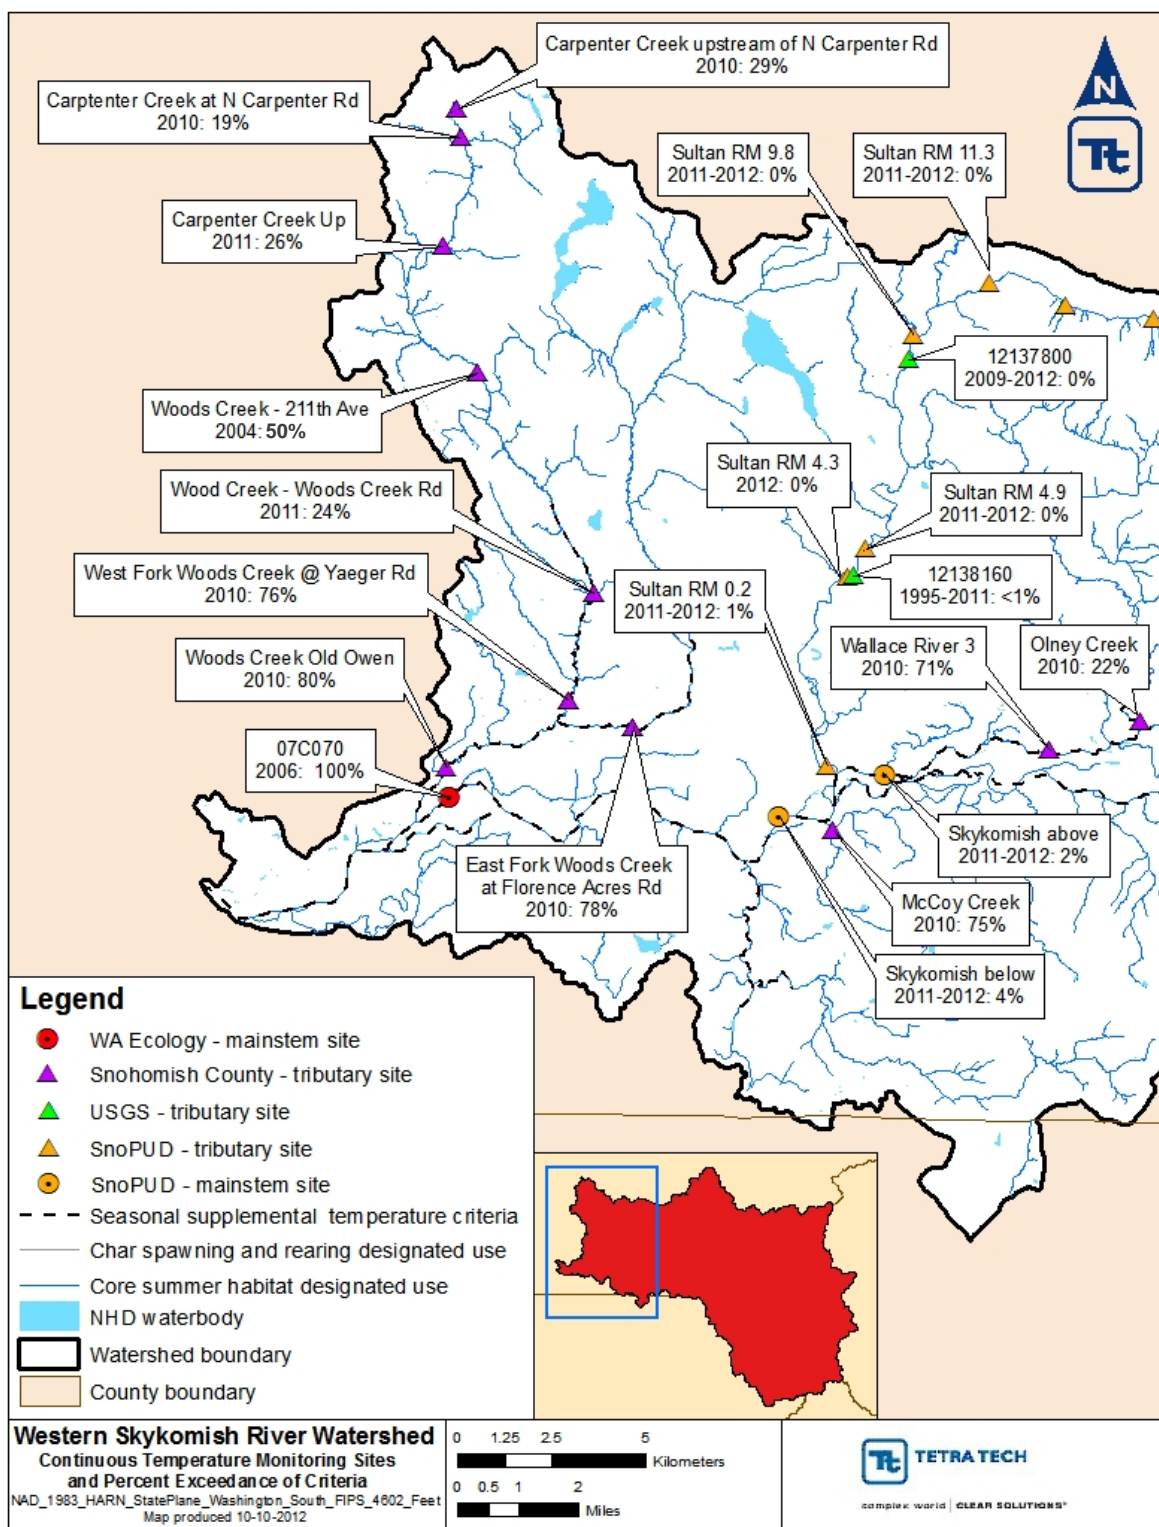 Carpenter Creek upstream of N Carpenter Rd
2010: 29%
Carptenter Creek at N Carpenter Rd
2010: 19%
N
Tt
Sultan RM 9.8
2011-2012: 0%
Sultan RM 11.3
2011-2012: 0%
Carpenter Creek Up
2011: 26%
12137800
2009-2012: 0%
Woods Creek - 211th Ave
2004: 50%
Sultan RM 4.3
2012: 0%
Wood Creek - Woods Creek Rd
2011: 24%
Sultan RM 4.9
2011-2012: 0%
West Fork Woods Creek @ Yaeger Rd
2010: 76%
Sultan RM 0.2
2011-2012: 1%
12138160
1995-2011: <1%
Woods Creek Old Owen
2010: 80%
Wallace River 3
2010: 71%
Olney Creek
2010: 22%
07C070
2006: 100%
Skykomish above
2011-2012: 2%
East Fork Woods Creek
at Florence Acres Rd
2010: 78%
McCoy Creek
2010: 75%
Skykomish below
2011-2012: 4%
Legend
WA Ecology - mainstem site
Snohomish County - tributary site
USGS - tributary site
SnoPUD - tributary site
SnoPUD - mainstem site
Seasonal supplemental temperature criteria
Char spawning and rearing designated use
Core summer habitat designated use
NHD waterbody
Watershed boundary
County boundary
Western Skykomish River Watershed
Continuous Temperature Monitoring Sites
and Percent Exceedance of Criteria
NAD_1983_HARN_StatePlane_Washington_South_FIPS_4602_Feet
Map produced 10-10-2012
0 1.25 2.5 5
Kilometers
0 0.5 1 2
Miles
Tt TETRA TECH
complex world | CLEAR SOLUTIONS®